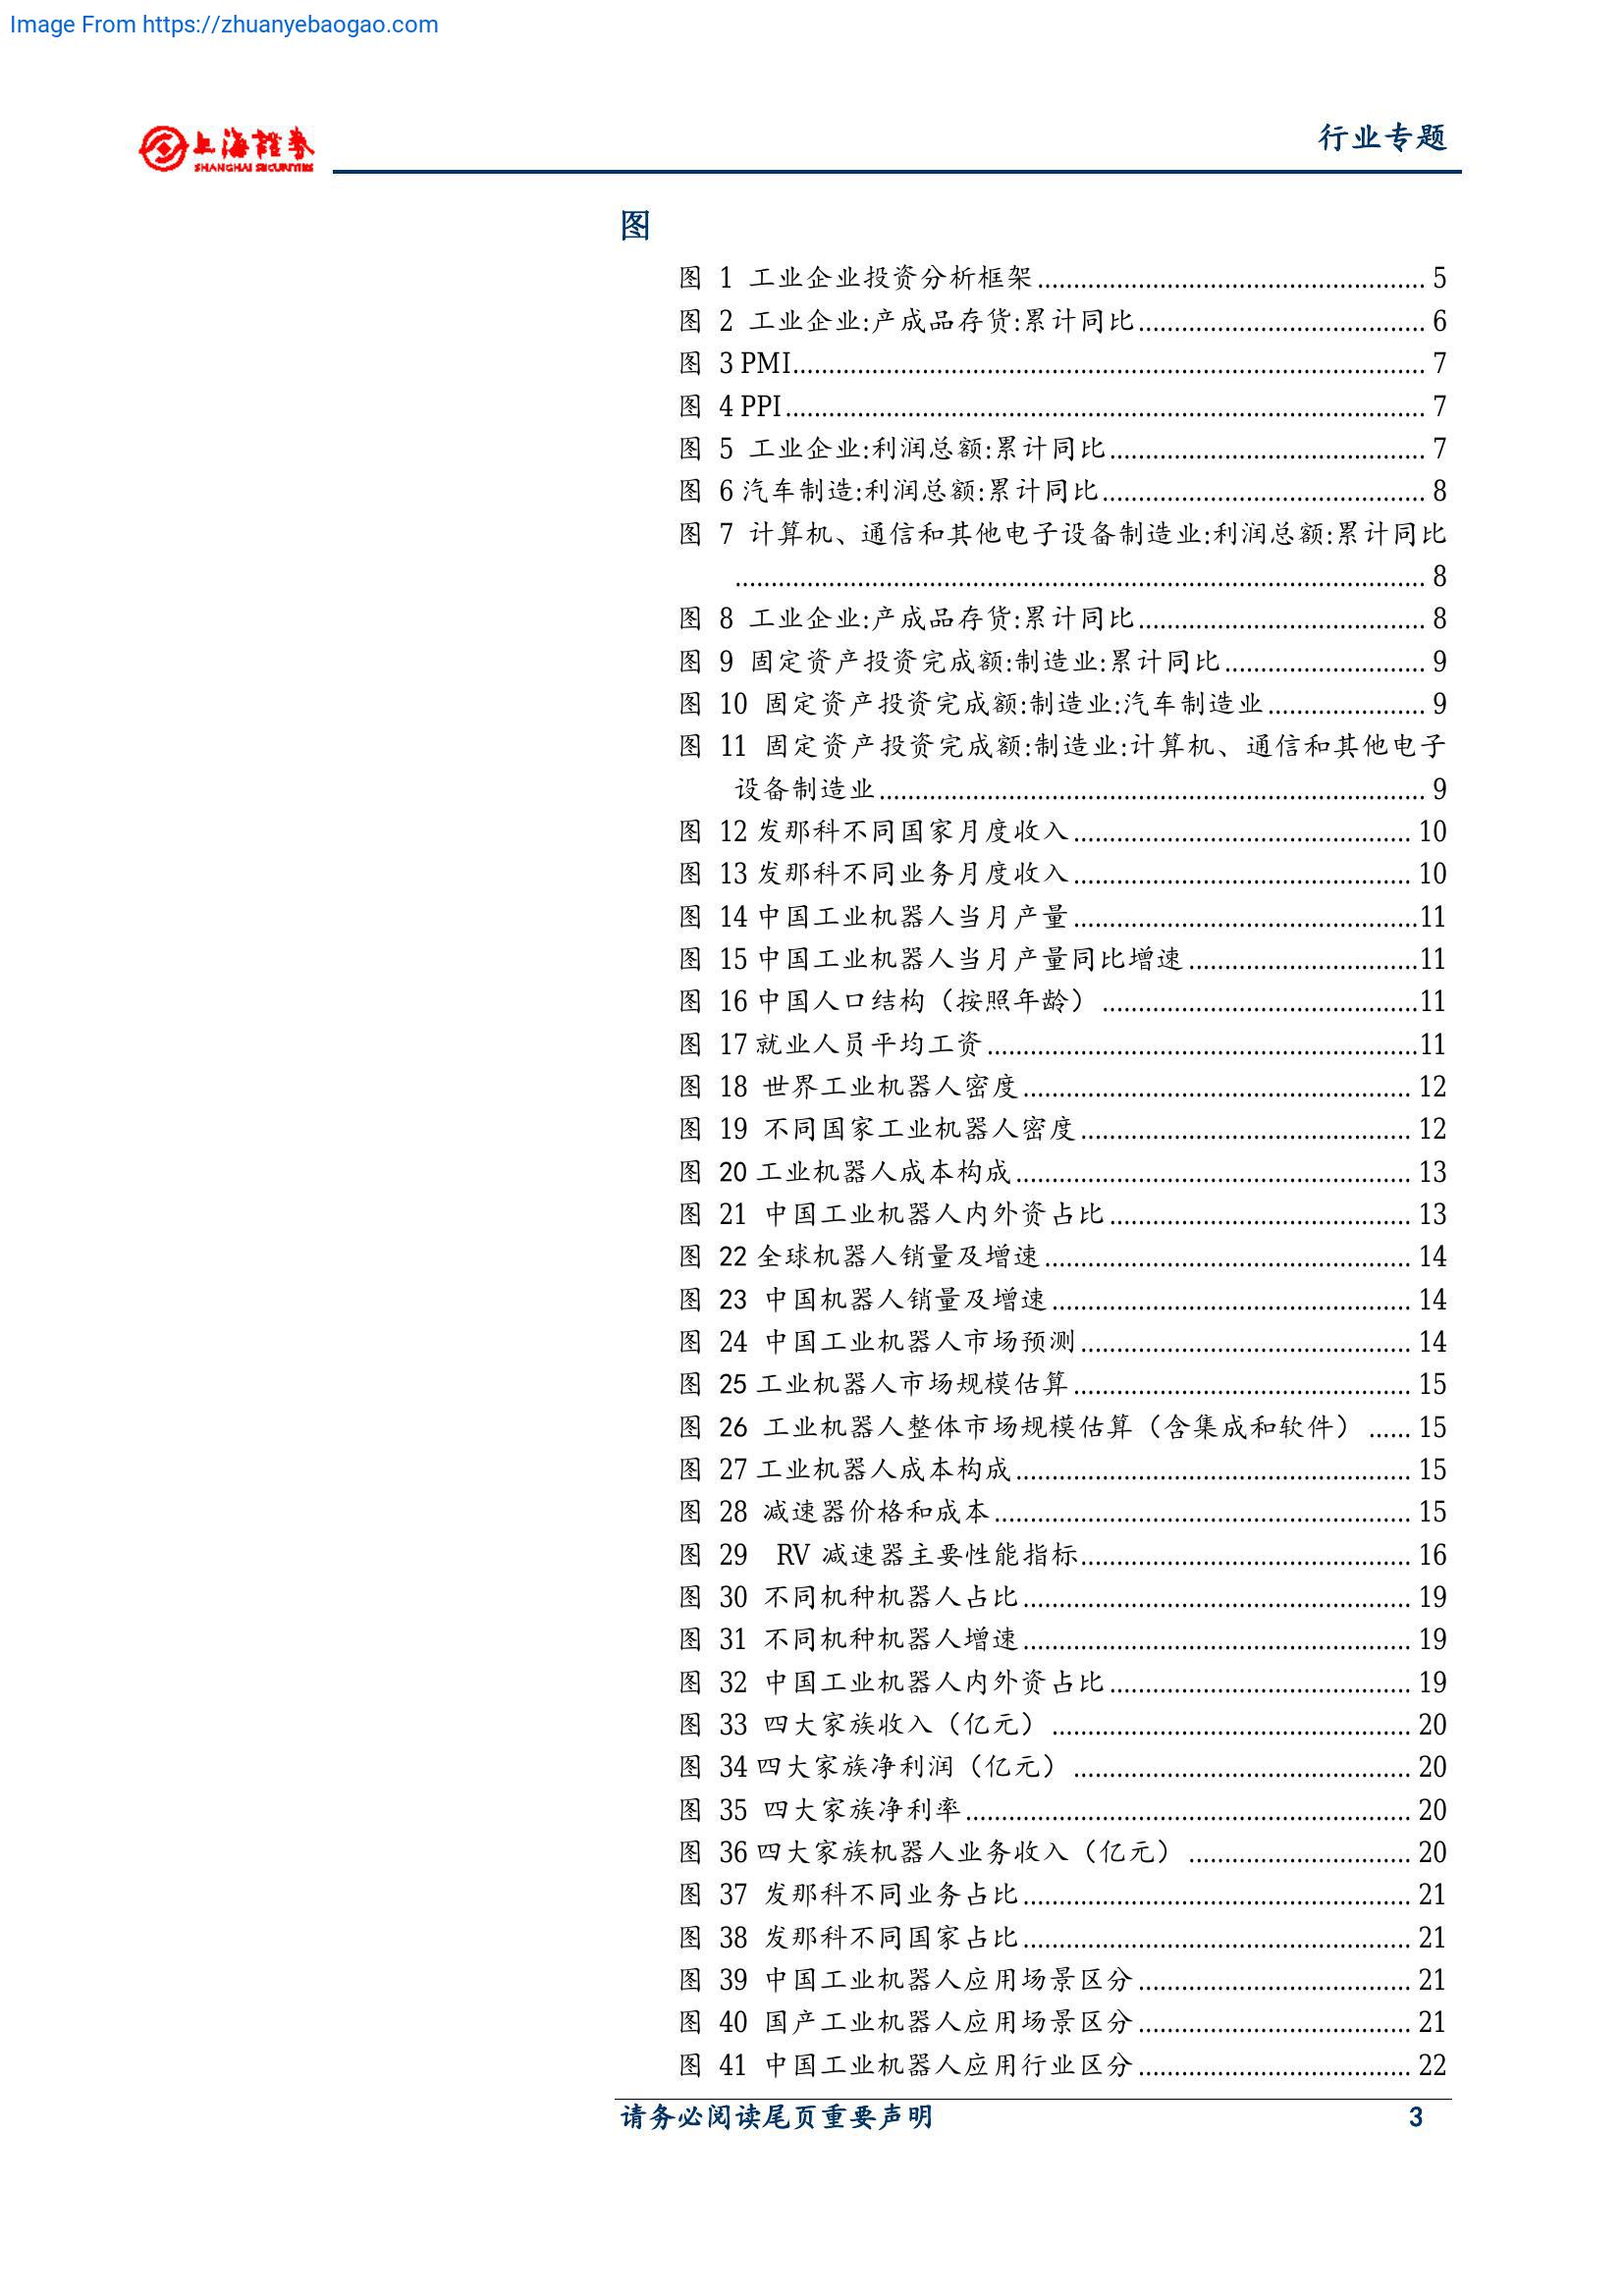 Image From https://zhuanyebaogao.com
上海證券
SHANGHAI SECURITIES
行业专题
图
图 1 工业企业投资分析框架 5
图 2 工业企业:产成品存货:累计同比 6
图 3 PMI 7
图 4 PPI 7
图 5 工业企业:利润总额:累计同比 7
图 6 汽车制造:利润总额:累计同比 8
图 7 计算机、通信和其他电子设备制造业:利润总额:累计同比
8
图 8 工业企业:产成品存货:累计同比 8
图 9 固定资产投资完成额:制造业:累计同比 9
图 10 固定资产投资完成额:制造业:汽车制造业 9
图 11 固定资产投资完成额:制造业:计算机、通信和其他电子
设备制造业 9
图 12 发那科不同国家月度收入 10
图 13 发那科不同业务月度收入 10
图 14 中国工业机器人当月产量 11
图 15 中国工业机器人当月产量同比增速 11
图 16 中国人口结构（按照年龄） 11
图 17 就业人员平均工资 11
图 18 世界工业机器人密度 12
图 19 不同国家工业机器人密度 12
图 20 工业机器人成本构成 13
图 21 中国工业机器人内外资占比 13
图 22 全球机器人销量及增速 14
图 23 中国机器人销量及增速 14
图 24 中国工业机器人市场预测 14
图 25 工业机器人市场规模估算 15
图 26 工业机器人整体市场规模估算（含集成和软件） 15
图 27 工业机器人成本构成 15
图 28 减速器价格和成本 15
图 29 RV 减速器主要性能指标 16
图 30 不同机种机器人占比 19
图 31 不同机种机器人增速 19
图 32 中国工业机器人内外资占比 19
图 33 四大家族收入（亿元） 20
图 34 四大家族净利润（亿元） 20
图 35 四大家族净利率 20
图 36 四大家族机器人业务收入（亿元） 20
图 37 发那科不同业务占比 21
图 38 发那科不同国家占比 21
图 39 中国工业机器人应用场景区分 21
图 40 国产工业机器人应用场景区分 21
图 41 中国工业机器人应用行业区分 22
请务必阅读尾页重要声明 3